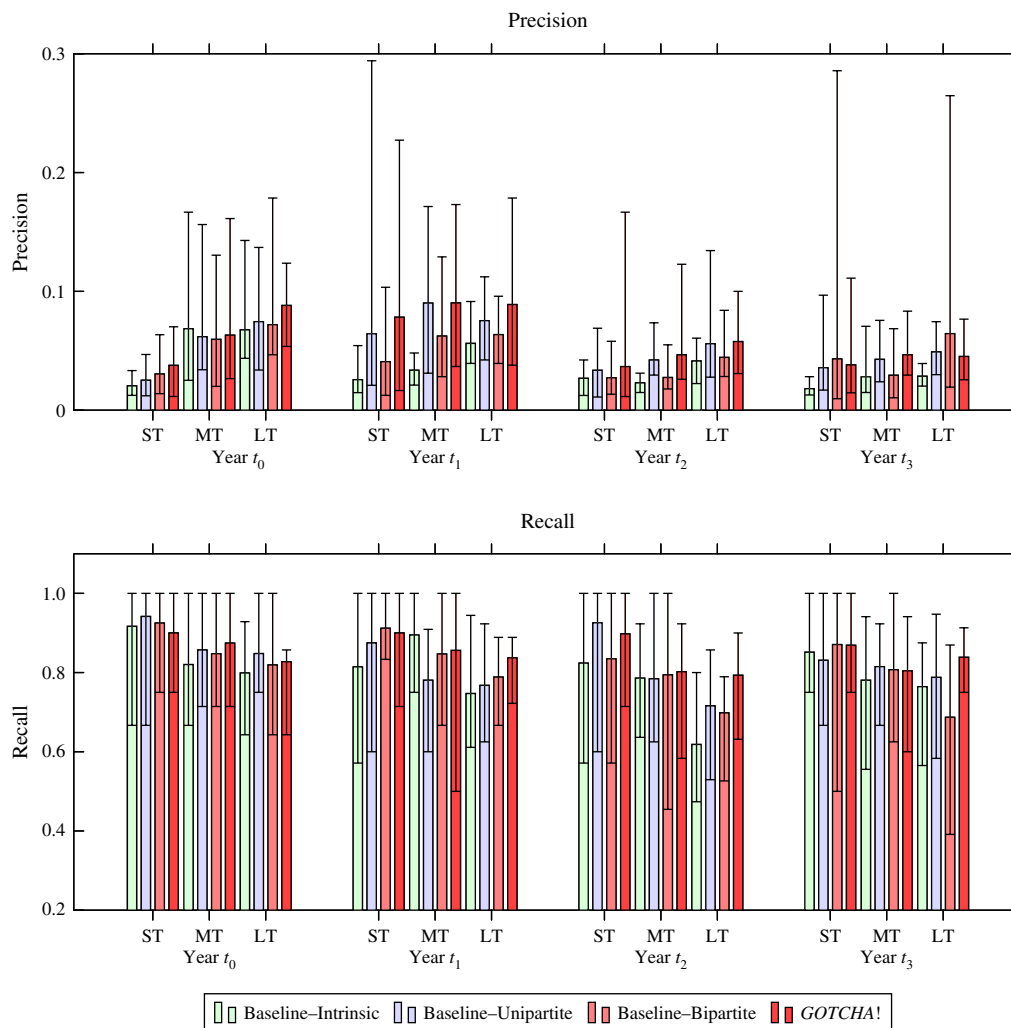 Precision
0.3
0.2
0.1
0
Precision
ST MT LT ST MT LT ST MT LT ST MT LT
Year t0 Year t1 Year t2 Year t3
Recall
1.0
0.8
0.6
0.4
0.2
Recall
ST MT LT ST MT LT ST MT LT ST MT LT
Year t0 Year t1 Year t2 Year t3
Baseline–Intrinsic Baseline–Unipartite Baseline–Bipartite GOTCHA!